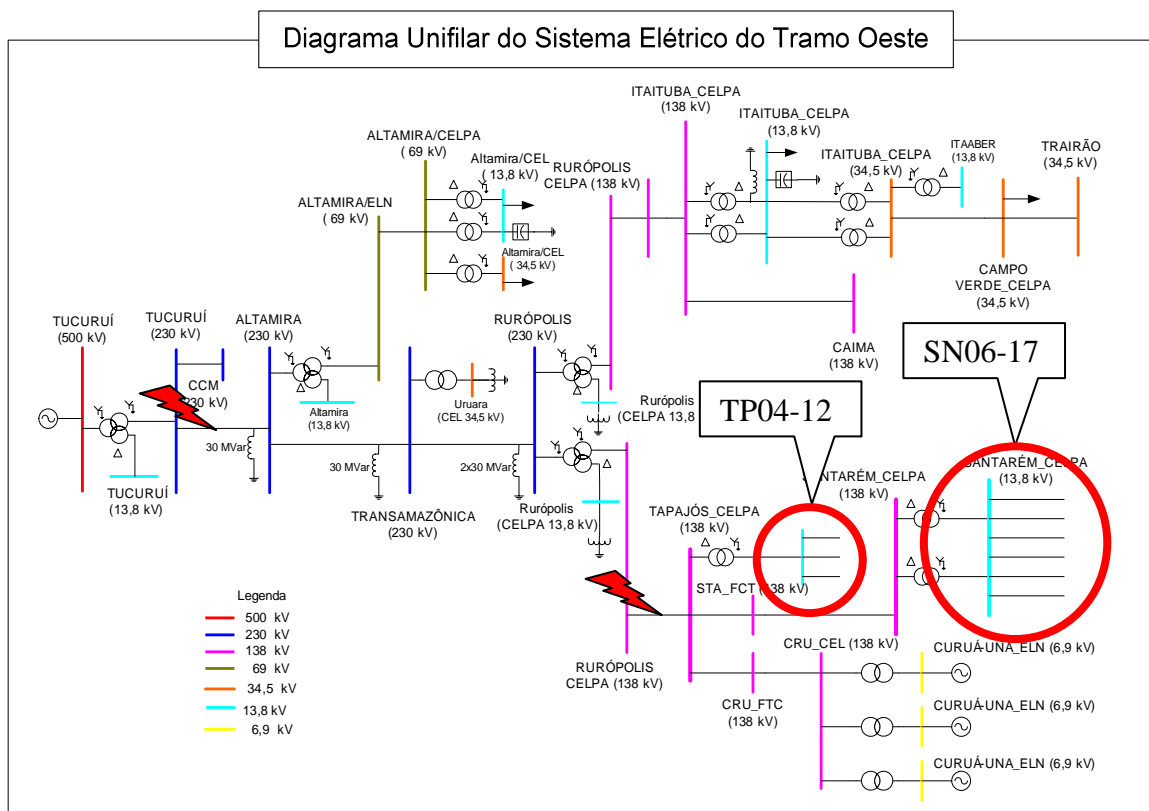 Diagrama Unifilar do Sistema Elétrico do Tramo Oeste
ITAITUBA_CELPA
(138 kV)
ITAITUBA_CELPA
(13,8 kV)
ALTAMIRA/CELPA
( 69 kV)
Altamira/CEL
( 13,8 kV)
RURÓPOLIS
CELPA (138 kV)
ITAITUBA_CELPA
(34,5 kV)
ITAABER
(13,8 kV)
TRAIRÃO
(34,5 kV)
ALTAMIRA/ELN
( 69 kV)
Altamira/CEL
( 34,5 kV)
CAMPO
VERDE_CELPA
(34,5 kV)
TUCURUÍ
(500 kV)
TUCURUÍ
(230 kV)
ALTAMIRA
(230 kV)
RURÓPOLIS
(230 kV)
CAIMA
(138 kV)
SN06-17
CCM
230 kV)
Altamira
(13,8 kV)
Uruara
(CEL 34,5 kV)
Rurópolis
(CELPA 13,8
TP04-12
30 MVar
30 MVar
2x30 MVar
TUCURUÍ
(13,8 kV)
TRANSAMAZÔNICA
(230 kV)
Rurópolis
(CELPA 13,8 kV)
TAPAJÓS_CELPA
(138 kV)
ANTARÉM_CELPA
(138 kV)
SANTARÉM_CELPA
(13,8 kV)
STA_FCT (138 kV)
RURÓPOLIS
CELPA (138 kV)
CRU_CEL (138 kV)
CURUÁ-UNA_ELN (6,9 kV)
CRU_FTC
(138 kV)
CURUÁ-UNA_ELN (6,9 kV)
CURUÁ-UNA_ELN (6,9 kV)
Legenda
500 kV
230 kV
138 kV
69 kV
34,5 kV
13,8 kV
6,9 kV